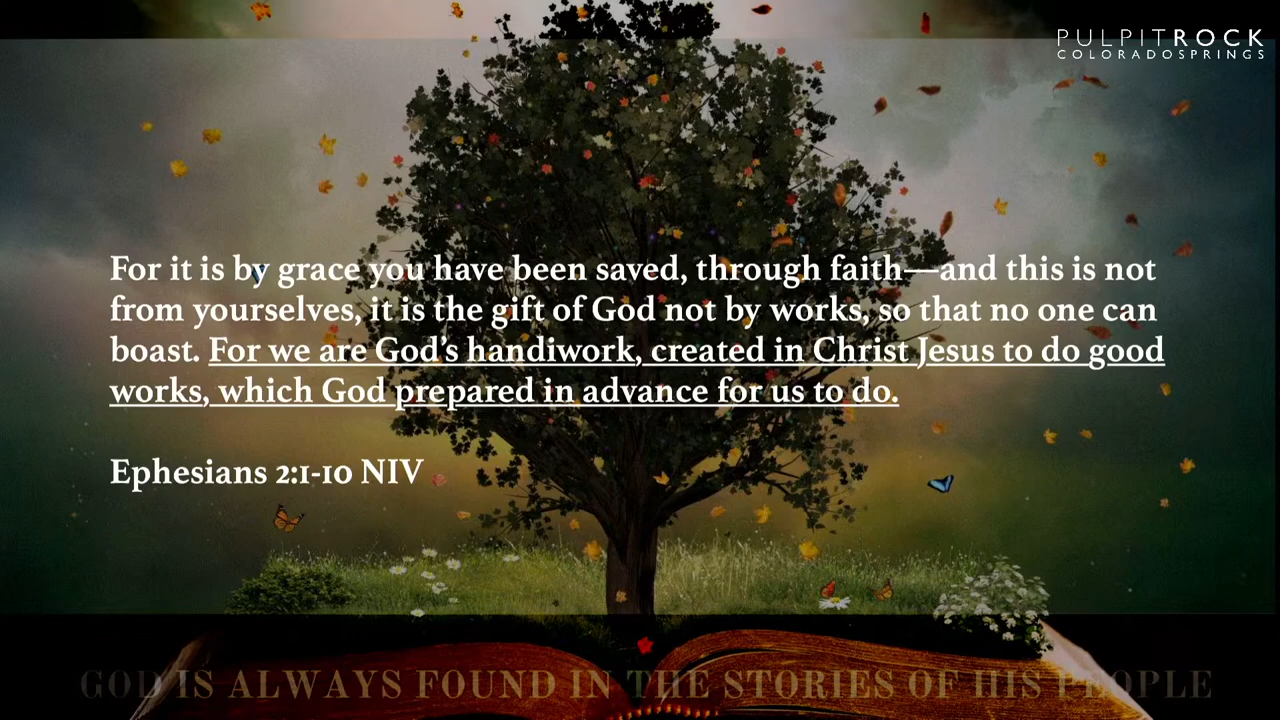 PULPITROCK
COLORADOSPRINGS
For it is by grace you have been saved, through faith—and this is not
from yourselves, it is the gift of God not by works, so that no one can
boast. For we are God's handiwork, created in Christ Jesus to do good
works, which God prepared in advance for us to do.
Ephesians 2:1-10 NIV
GOD IS ALWAYS FOUND IN THE STORIES OF HIS PEOPLE